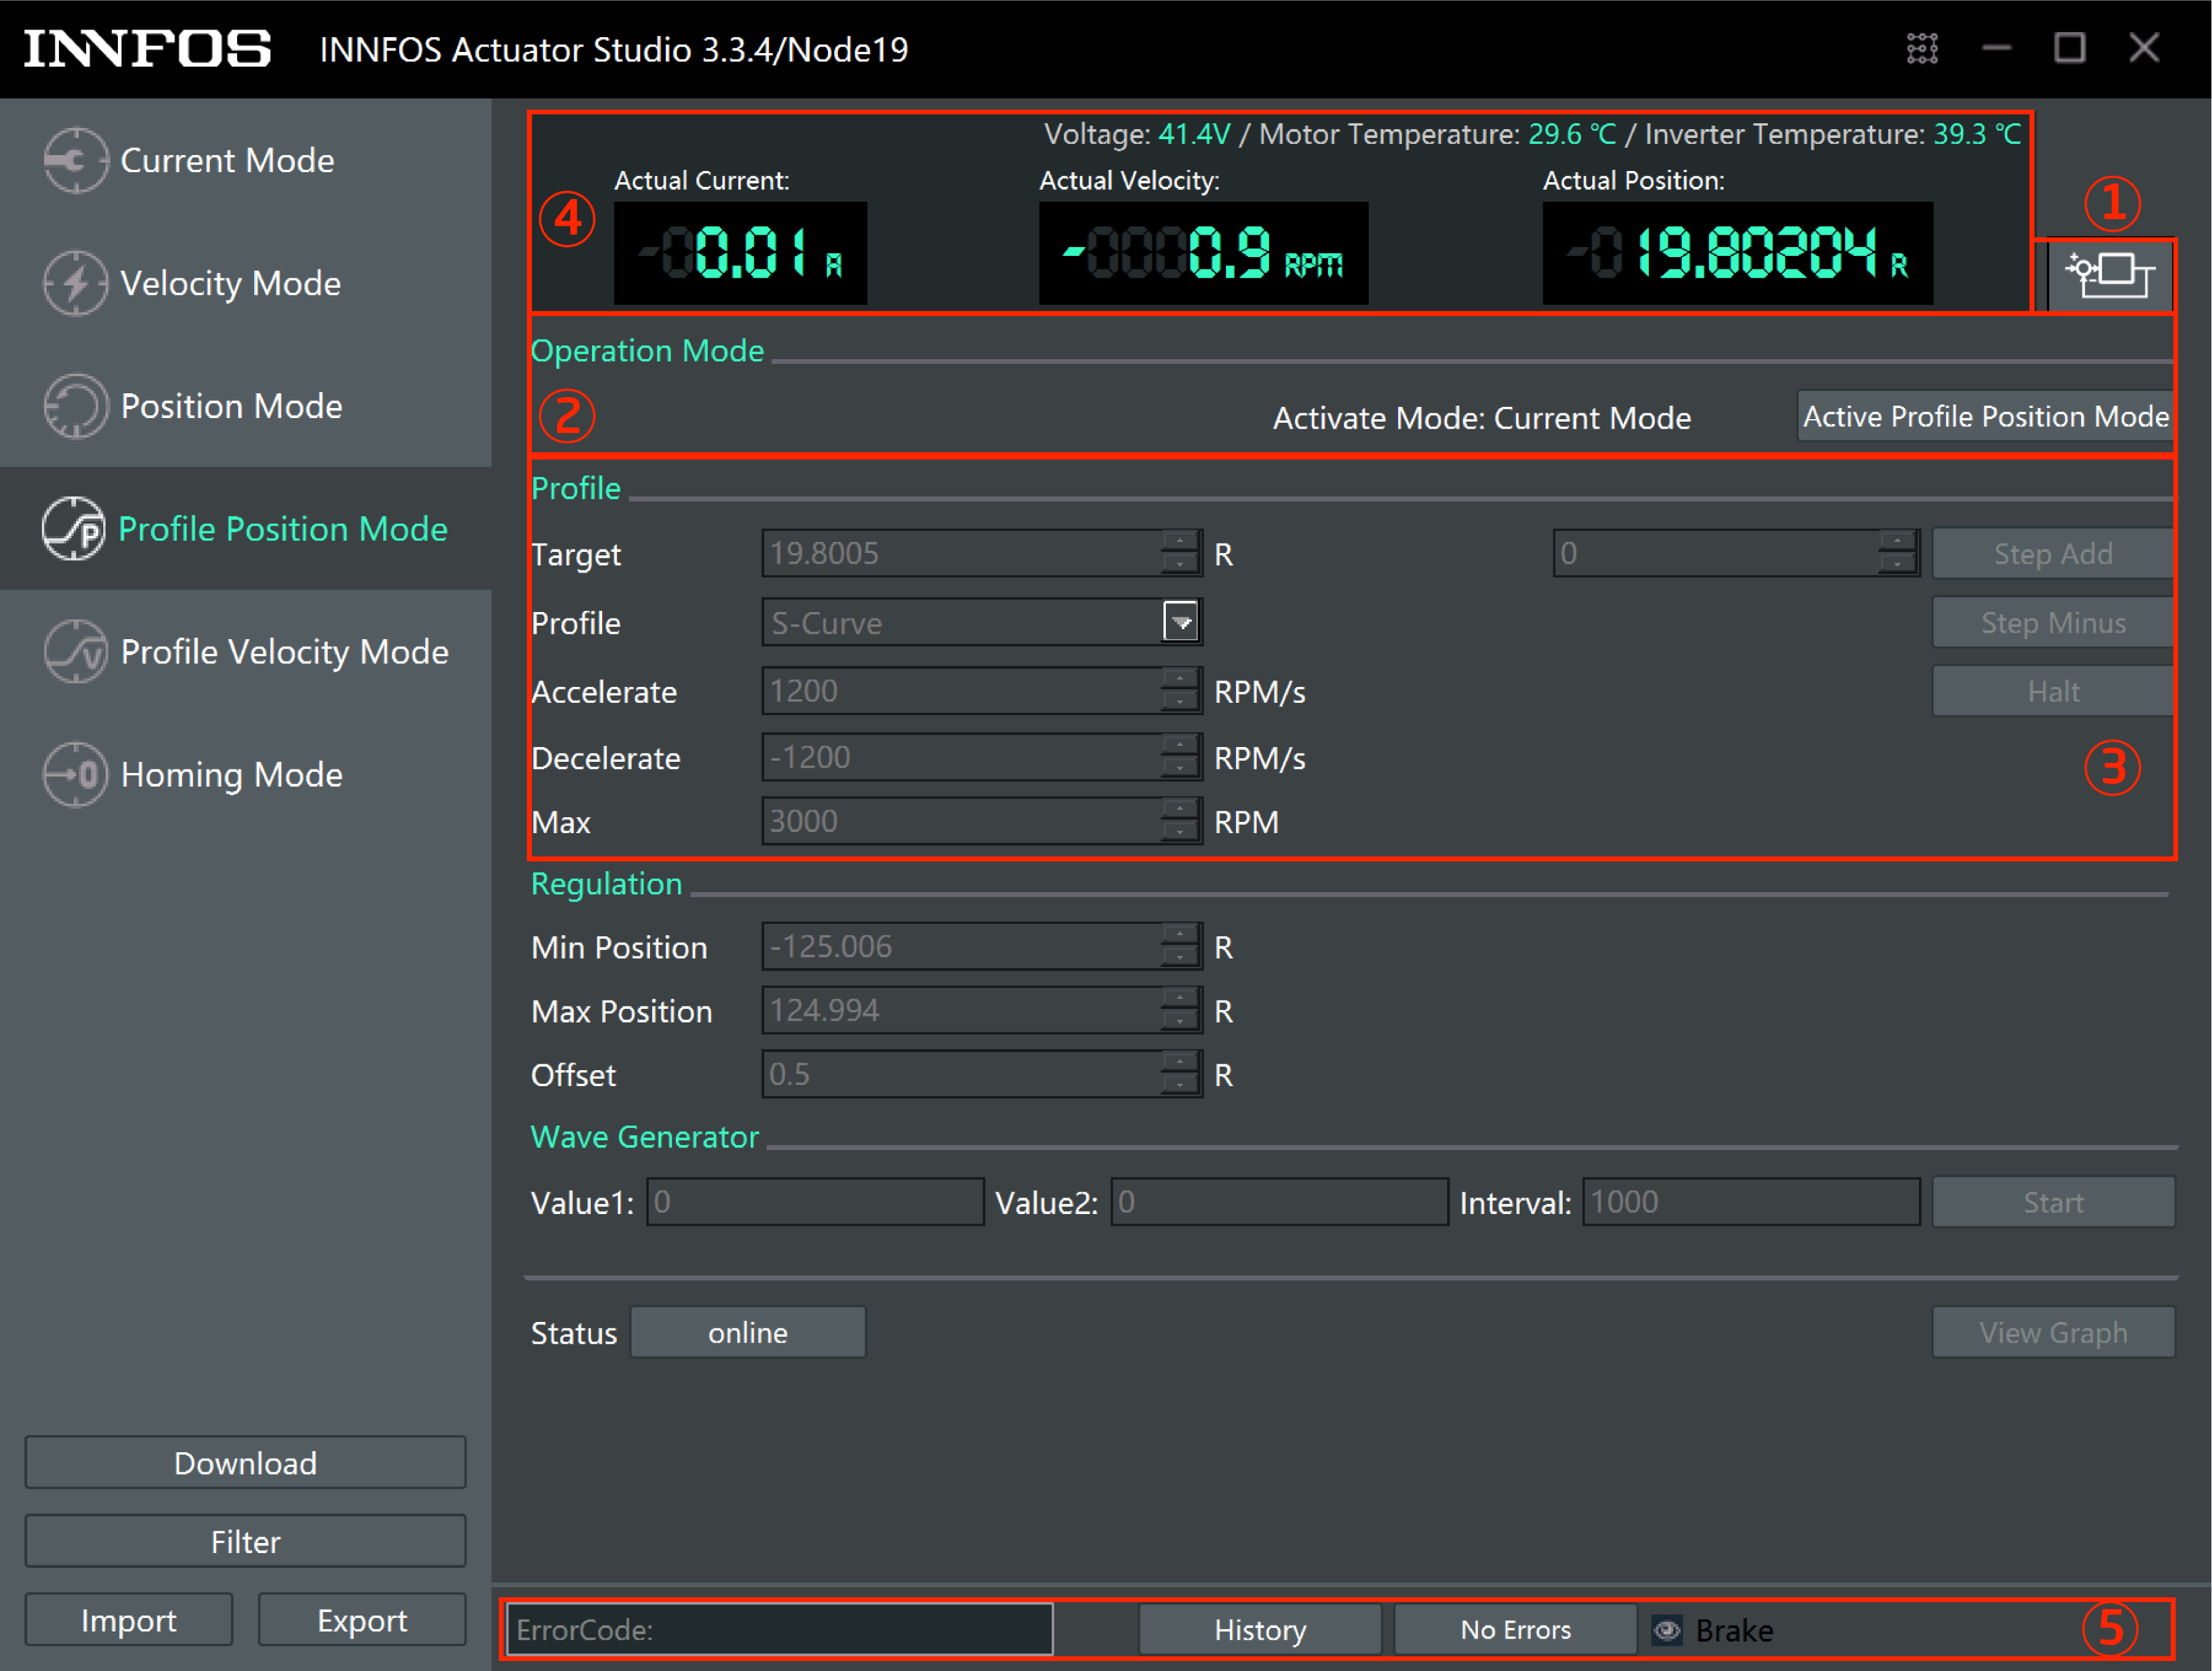 INNFOS INNFOS Actuator Studio 3.3.4/Node19
Current Mode
Velocity Mode
Position Mode
Profile Position Mode
Profile Velocity Mode
Homing Mode
Download
Filter
Import Export
Voltage: 41.4V / Motor Temperature: 29.6 ℃ / Inverter Temperature: 39.3 ℃
Actual Current: Actual Velocity: Actual Position:
④ 0.01 A -0.9 RPM 19.80204 R ①
Operation Mode
② Activate Mode: Current Mode Active Profile Position Mode
Profile
Target 19.8005 R 0 Step Add
Profile S-Curve Step Minus
Accelerate 1200 RPM/s Halt
Decelerate -1200 RPM/s ③
Max 3000 RPM
Regulation
Min Position -125.006 R
Max Position 124.994 R
Offset 0.5 R
Wave Generator
Value1: 0 Value2: 0 Interval: 1000 Start
Status online View Graph
ErrorCode: History No Errors Brake ⑤